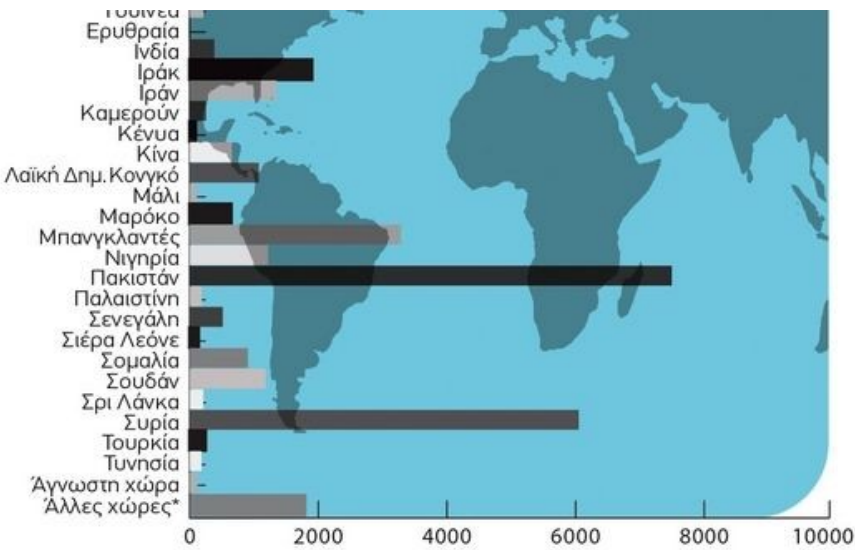 Ερυθραία
Ινδία
Ιράκ
Ιράν
Καμερούν
Κένυα
Κίνα
Λαϊκή Δημ. Κονγκό
Μάλι
Μαρόκο
Μπανγκλαντές
Νιγηρία
Πακιστάν
Παλαιστίνη
Σενεγάλη
Σιέρα Λεόνε
Σομαλία
Σουδάν
Σρι Λάνκα
Συρία
Τουρκία
Τυνησία
Άγνωστη χώρα
Άλλες χώρες*
0 2000 4000 6000 8000 10000